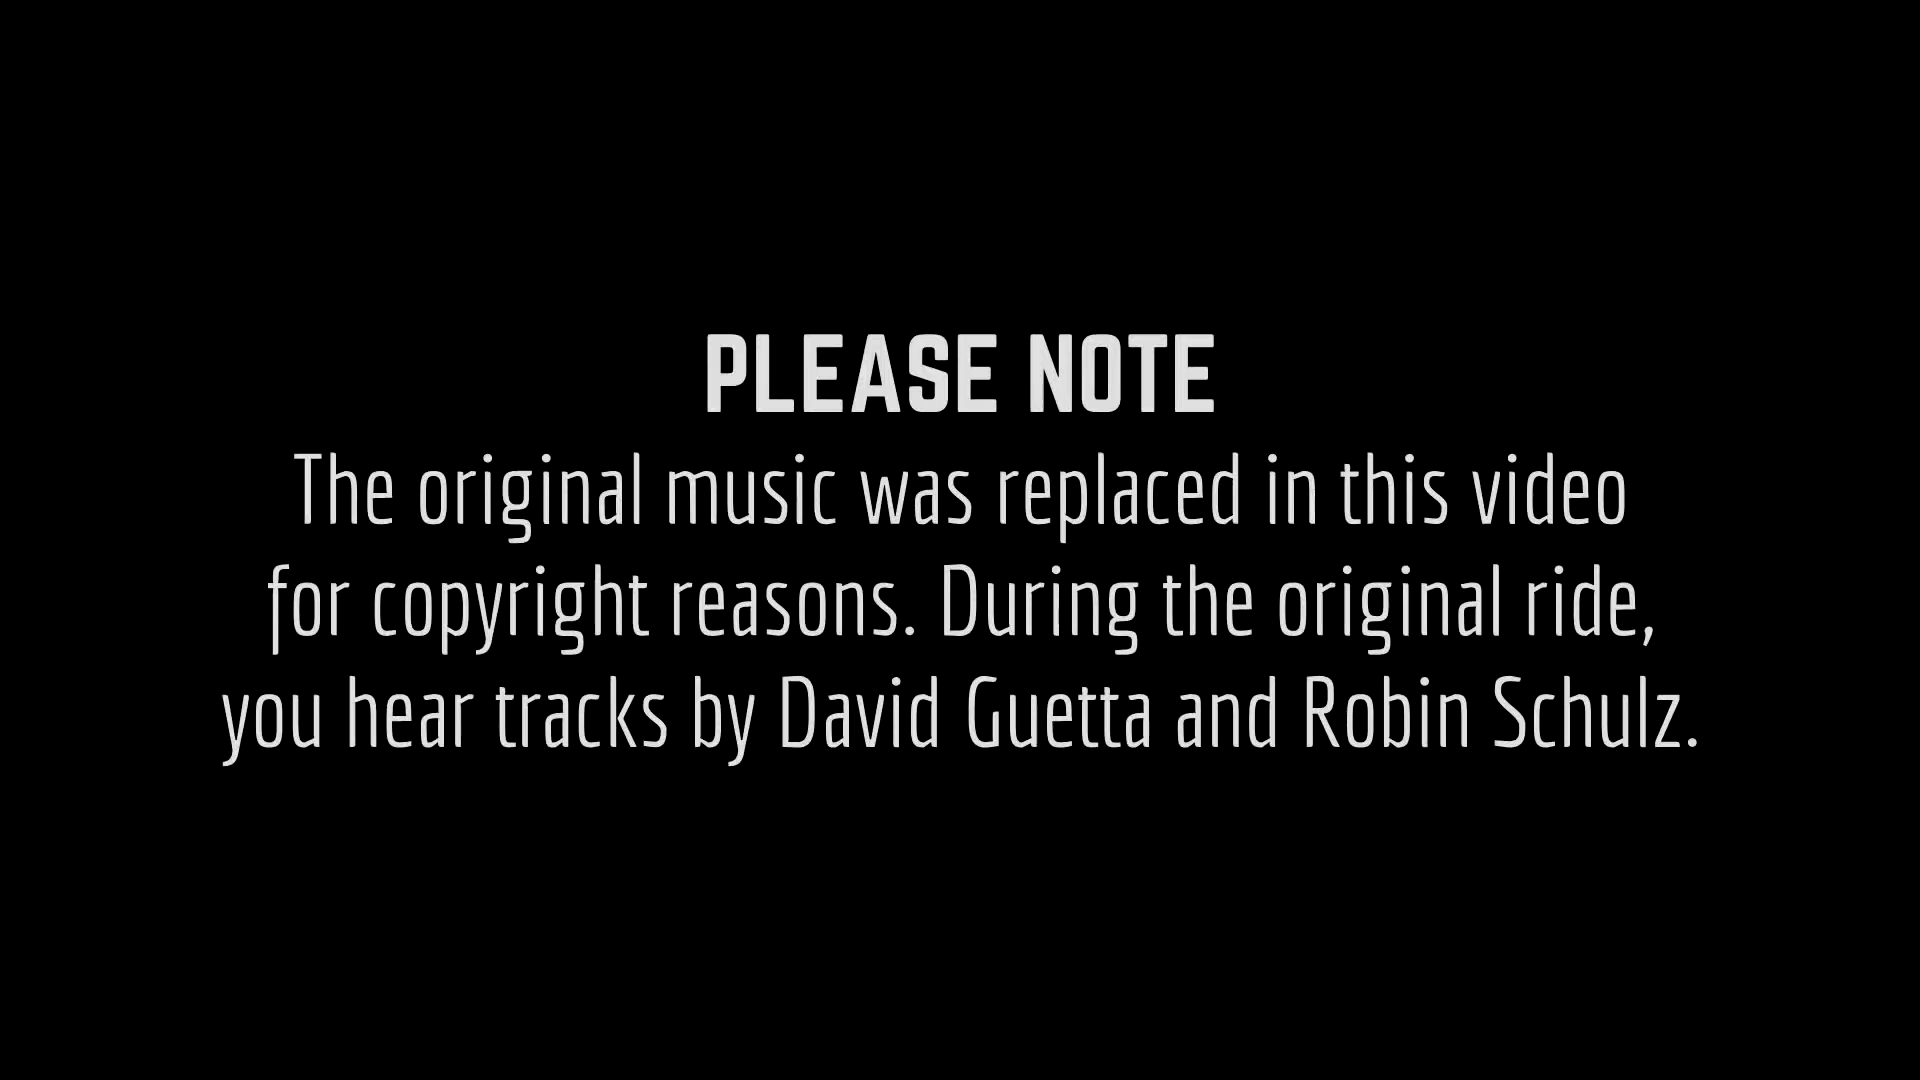 PLEASE NOTE
The original music was replaced in this video
for copyright reasons. During the original ride,
you hear tracks by David Guetta and Robin Schulz.